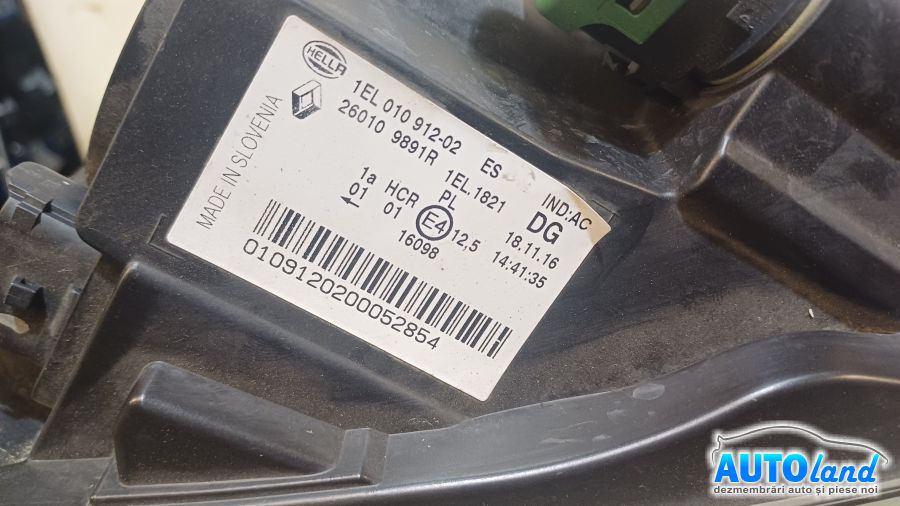 HELLA
1EL 010 912-02 ES
26010 9891R 1EL.1821 IND:AC
MADE IN SLOVENIA
1a HCR PL DG
01 01 E4 12,5 18.11.16
16098 14:41:35
0109120200052854
AUTOland
dezmembrări auto și piese noi